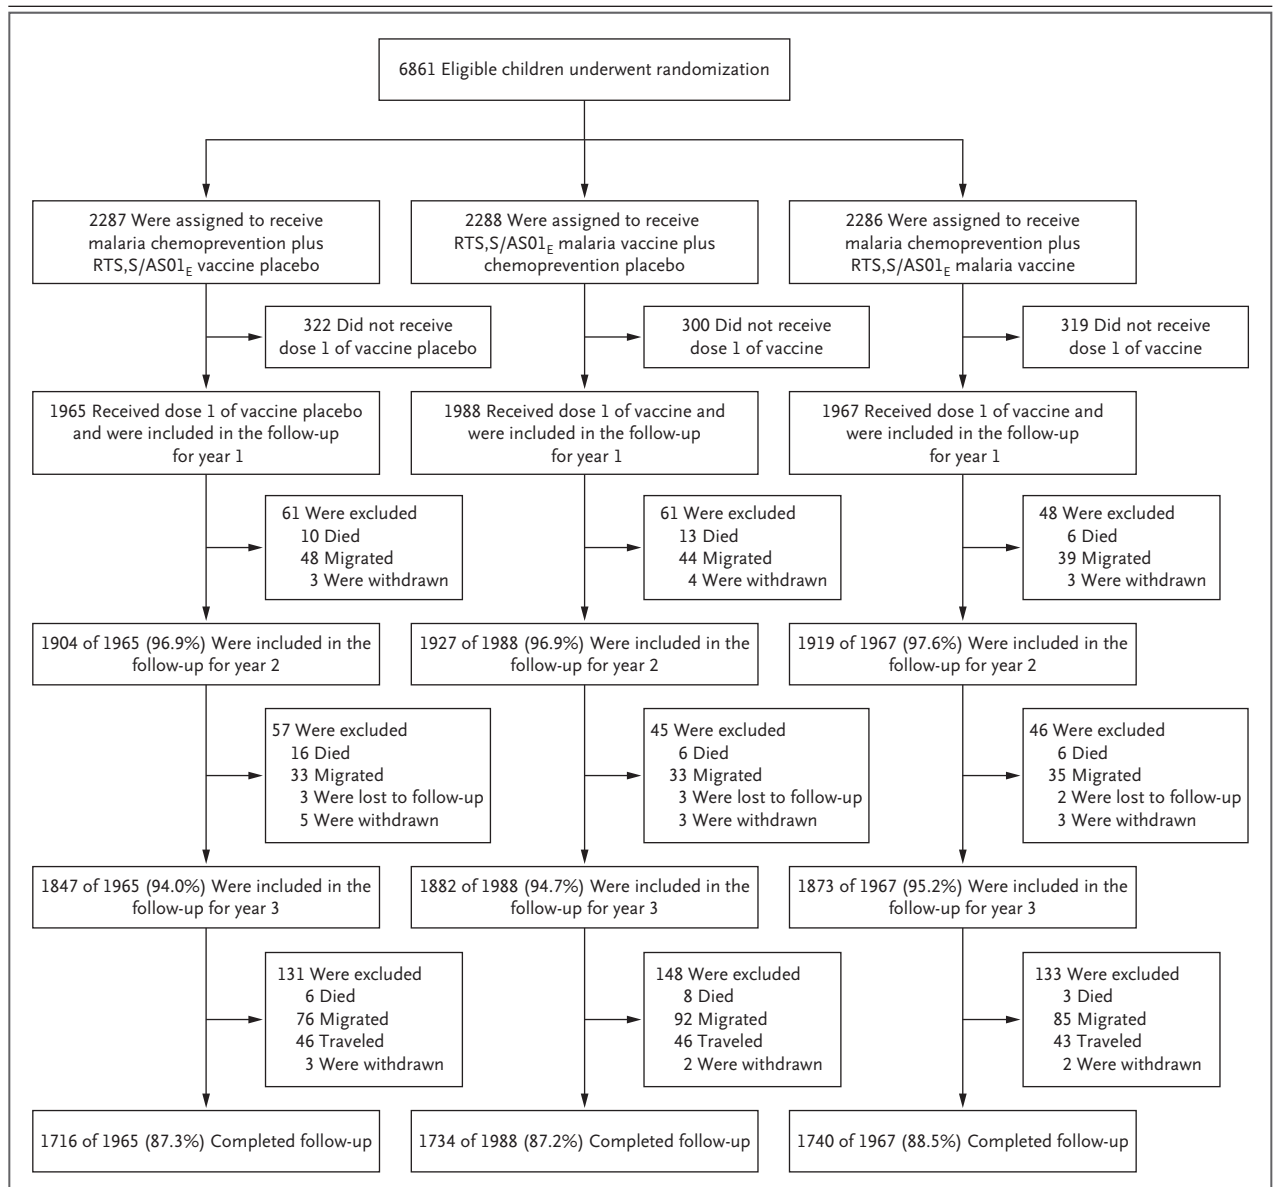 6861 Eligible children underwent randomization
2287 Were assigned to receive
malaria chemoprevention plus
RTS,S/AS01E vaccine placebo
2288 Were assigned to receive
RTS,S/AS01E malaria vaccine plus
chemoprevention placebo
2286 Were assigned to receive
malaria chemoprevention plus
RTS,S/AS01E malaria vaccine
322 Did not receive
dose 1 of vaccine placebo
300 Did not receive
dose 1 of vaccine
319 Did not receive
dose 1 of vaccine
1965 Received dose 1 of vaccine placebo
and were included in the follow-up
for year 1
1988 Received dose 1 of vaccine and
were included in the follow-up
for year 1
1967 Received dose 1 of vaccine and
were included in the follow-up
for year 1
61 Were excluded
10 Died
48 Migrated
3 Were withdrawn
61 Were excluded
13 Died
44 Migrated
4 Were withdrawn
48 Were excluded
6 Died
39 Migrated
3 Were withdrawn
1904 of 1965 (96.9%) Were included in the
follow-up for year 2
1927 of 1988 (96.9%) Were included in the
follow-up for year 2
1919 of 1967 (97.6%) Were included in the
follow-up for year 2
57 Were excluded
16 Died
33 Migrated
3 Were lost to follow-up
5 Were withdrawn
45 Were excluded
6 Died
33 Migrated
3 Were lost to follow-up
3 Were withdrawn
46 Were excluded
6 Died
35 Migrated
2 Were lost to follow-up
3 Were withdrawn
1847 of 1965 (94.0%) Were included in the
follow-up for year 3
1882 of 1988 (94.7%) Were included in the
follow-up for year 3
1873 of 1967 (95.2%) Were included in the
follow-up for year 3
131 Were excluded
6 Died
76 Migrated
46 Traveled
3 Were withdrawn
148 Were excluded
8 Died
92 Migrated
46 Traveled
2 Were withdrawn
133 Were excluded
3 Died
85 Migrated
43 Traveled
2 Were withdrawn
1716 of 1965 (87.3%) Completed follow-up
1734 of 1988 (87.2%) Completed follow-up
1740 of 1967 (88.5%) Completed follow-up